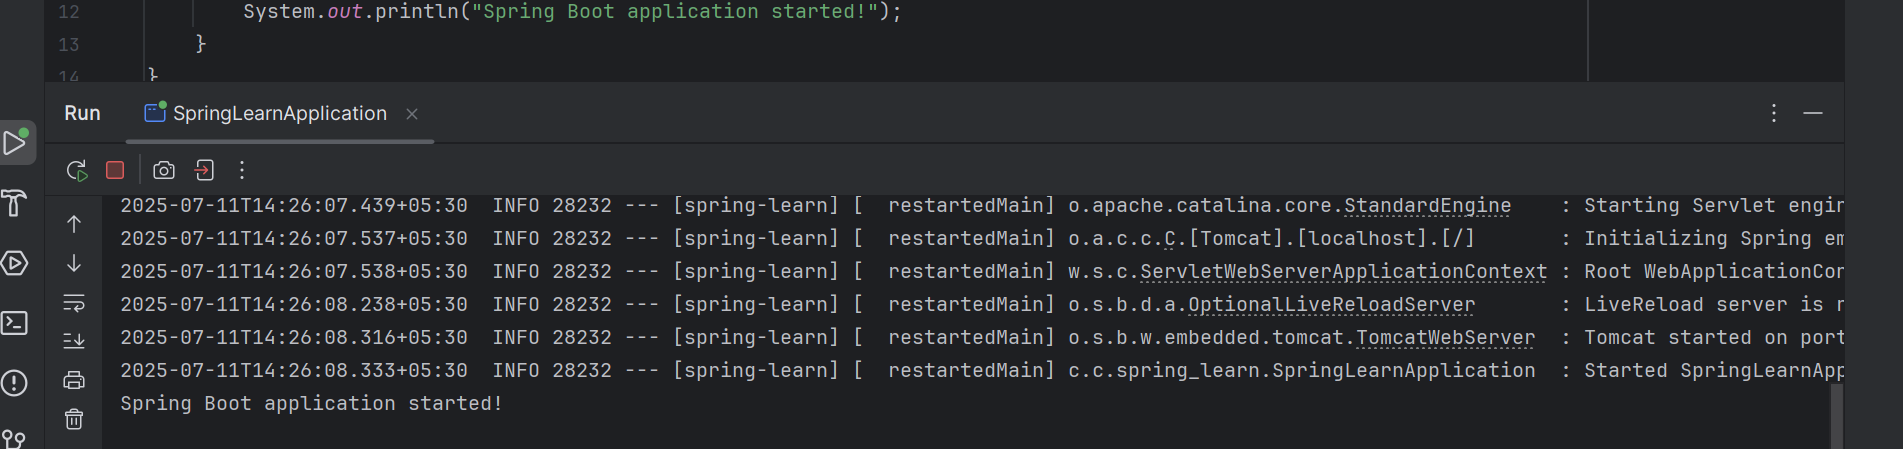 12 System.out.println("Spring Boot application started!");
13 }
14 }
Run SpringLearnApplication
2025-07-11T14:26:07.439+05:30 INFO 28232 --- [spring-learn] [ restartedMain] o.apache.catalina.core.StandardEngine : Starting Servlet engin
2025-07-11T14:26:07.537+05:30 INFO 28232 --- [spring-learn] [ restartedMain] o.a.c.c.C.[Tomcat].[localhost].[/] : Initializing Spring em
2025-07-11T14:26:07.538+05:30 INFO 28232 --- [spring-learn] [ restartedMain] w.s.c.ServletWebServerApplicationContext : Root WebApplicationCon
2025-07-11T14:26:08.238+05:30 INFO 28232 --- [spring-learn] [ restartedMain] o.s.b.d.a.OptionalLiveReloadServer : LiveReload server is r
2025-07-11T14:26:08.316+05:30 INFO 28232 --- [spring-learn] [ restartedMain] o.s.b.w.embedded.tomcat.TomcatWebServer : Tomcat started on port
2025-07-11T14:26:08.333+05:30 INFO 28232 --- [spring-learn] [ restartedMain] c.c.spring_learn.SpringLearnApplication : Started SpringLearnApp
Spring Boot application started!